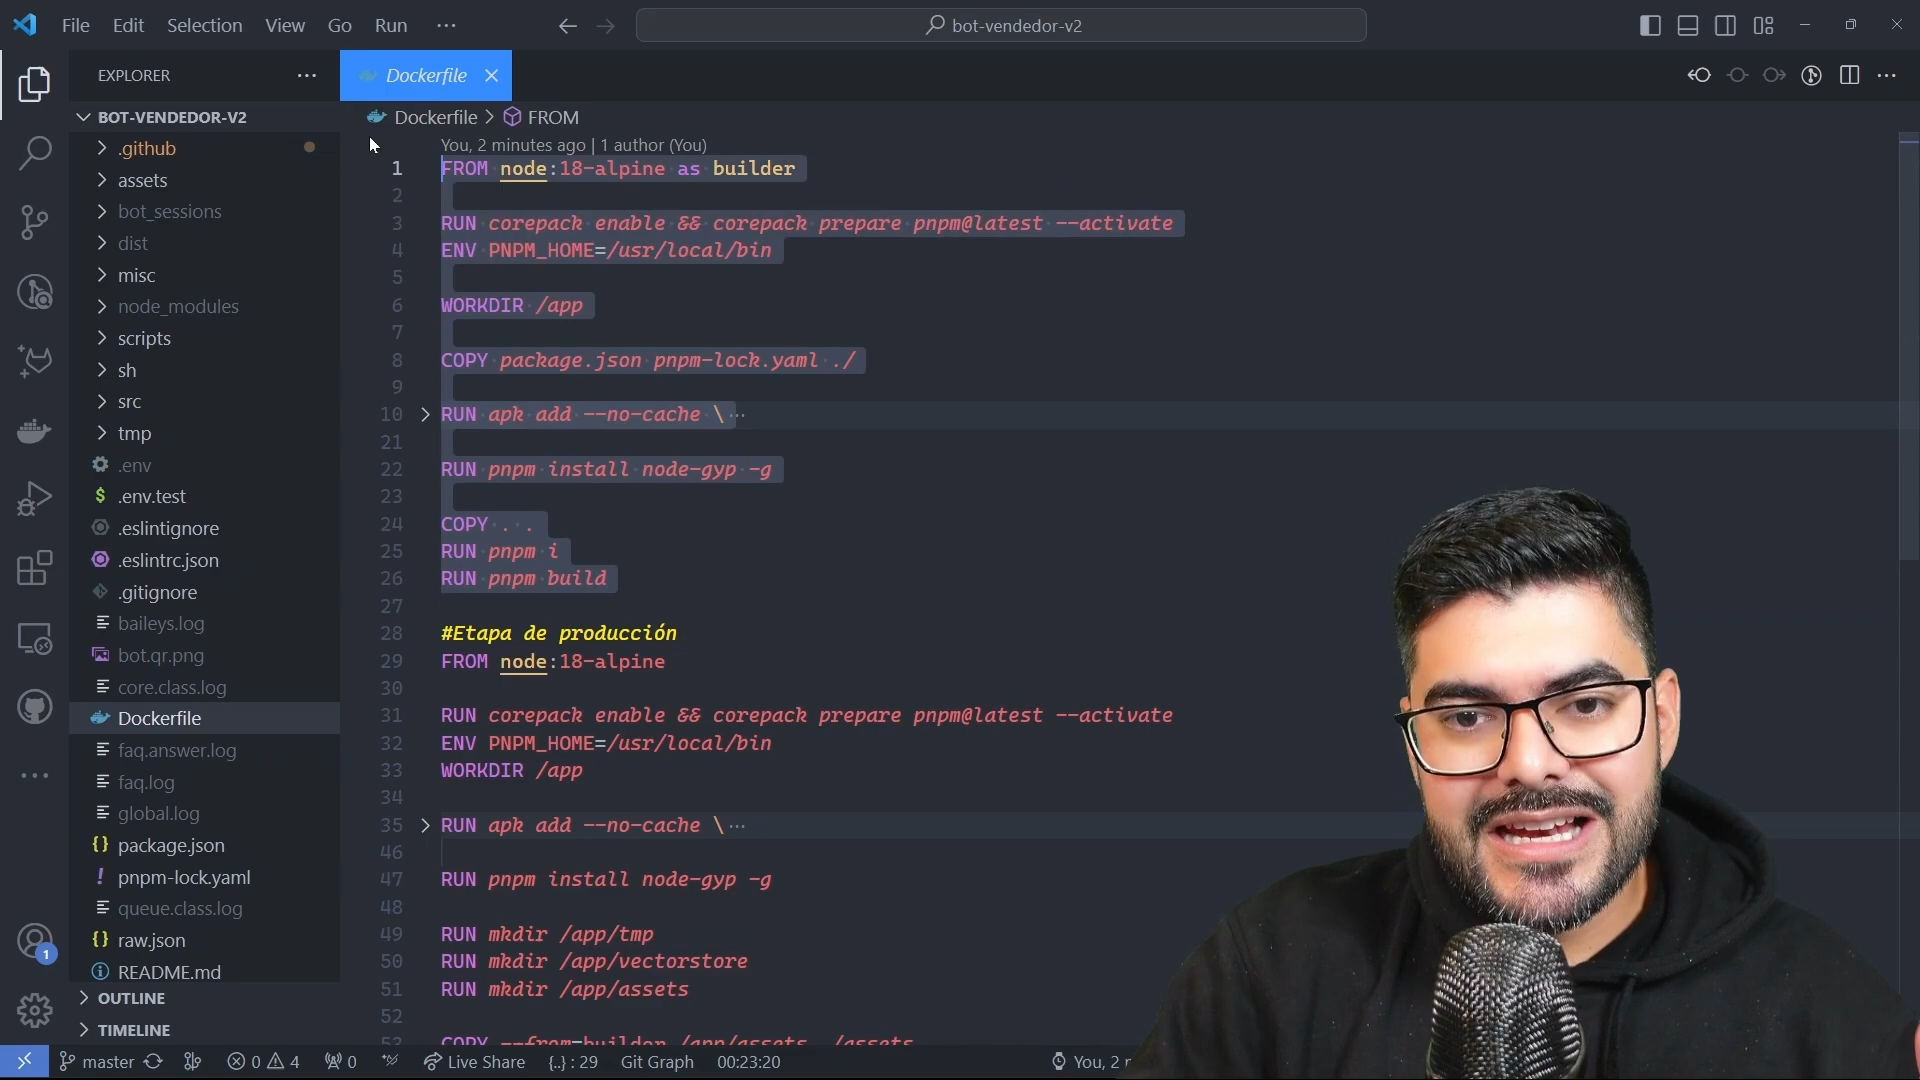 File Edit Selection View Go Run ···
bot-vendedor-v2
EXPLORER
Dockerfile
BOT-VENDEDOR-V2
.github
assets
bot_sessions
dist
misc
node_modules
scripts
sh
src
tmp
.env
.env.test
.eslintignore
.eslintrc.json
.gitignore
baileys.log
bot.qr.png
core.class.log
Dockerfile
faq.answer.log
faq.log
global.log
package.json
pnpm-lock.yaml
queue.class.log
raw.json
README.md
OUTLINE
TIMELINE
1
Dockerfile > FROM
You, 2 minutes ago | 1 author (You)
1 FROM node:18-alpine as builder
2
3 RUN corepack enable && corepack prepare pnpm@latest --activate
4 ENV PNPM_HOME=/usr/local/bin
5
6 WORKDIR /app
7
8 COPY package.json pnpm-lock.yaml ./
9
10 RUN apk add --no-cache \ ···
21
22 RUN pnpm install node-gyp -g
23
24 COPY . .
25 RUN pnpm i
26 RUN pnpm build
27
28 #Etapa de producción
29 FROM node:18-alpine
30
31 RUN corepack enable && corepack prepare pnpm@latest --activate
32 ENV PNPM_HOME=/usr/local/bin
33 WORKDIR /app
34
35 RUN apk add --no-cache \ ···
46
47 RUN pnpm install node-gyp -g
48
49 RUN mkdir /app/tmp
50 RUN mkdir /app/vectorstore
51 RUN mkdir /app/assets
52
53 COPY --from=builder /app/assets ./assets
master 0 4 0 Live Share {..} : 29 Git Graph 00:23:20 You, 2